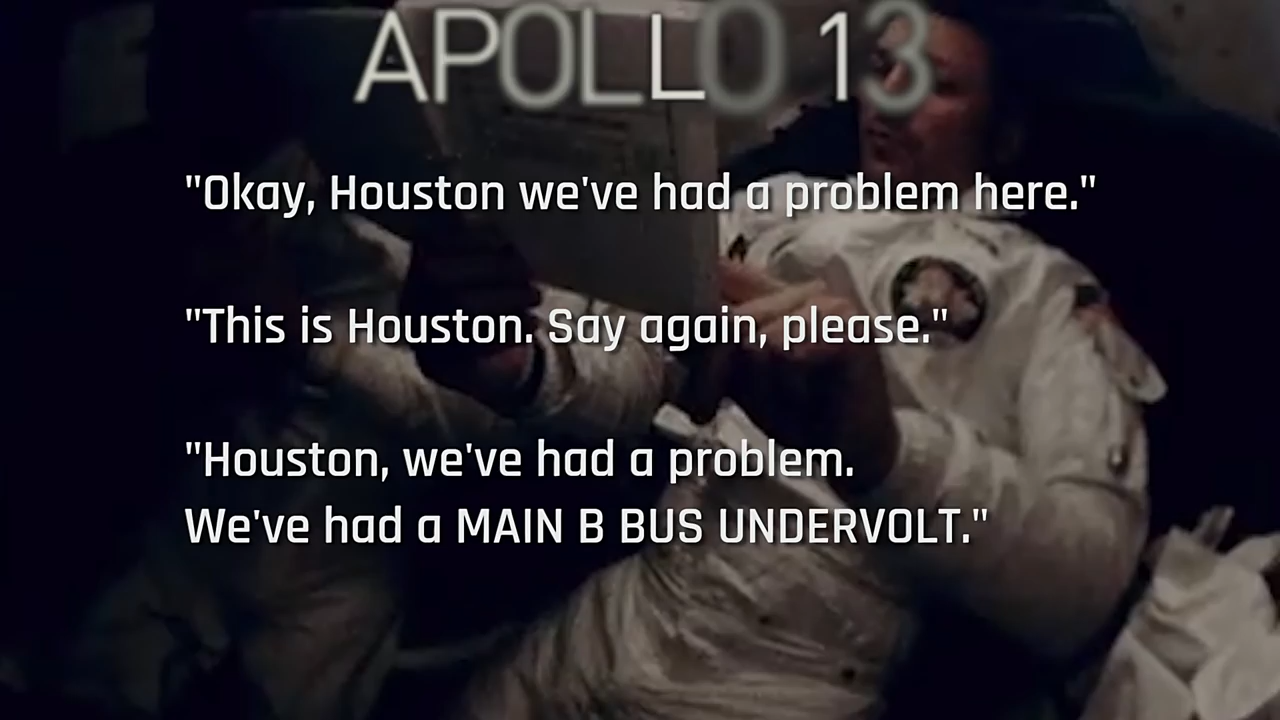 APOLLO 13
"Okay, Houston we've had a problem here."
"This is Houston. Say again, please."
"Houston, we've had a problem.
We've had a MAIN B BUS UNDERVOLT."